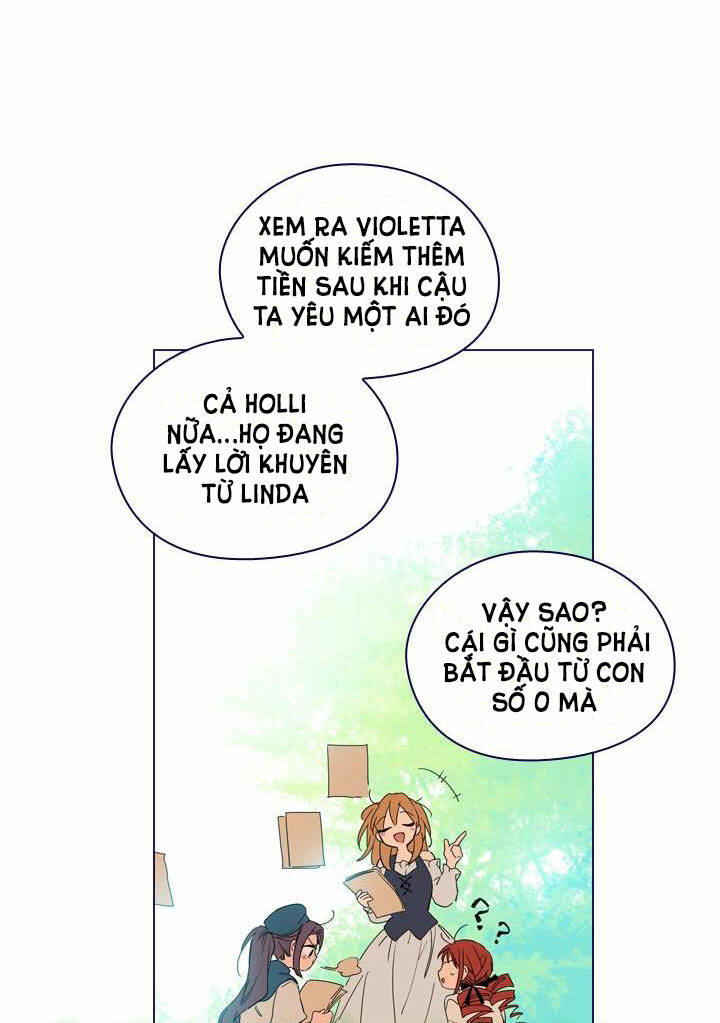 XEM RA VIOLETTA
MUỐN KIẾM THÊM
TIỀN SAU KHI CẬU
TA YÊU MỘT AI ĐÓ
CẢ HOLLI
NỮA...HỌ ĐANG
LẤY LỜI KHUYÊN
TỪ LINDA
VẬY SAO?
CÁI GÌ CŨNG PHẢI
BẮT ĐẦU TỪ CON
SỐ 0 MÀ
? ? ?